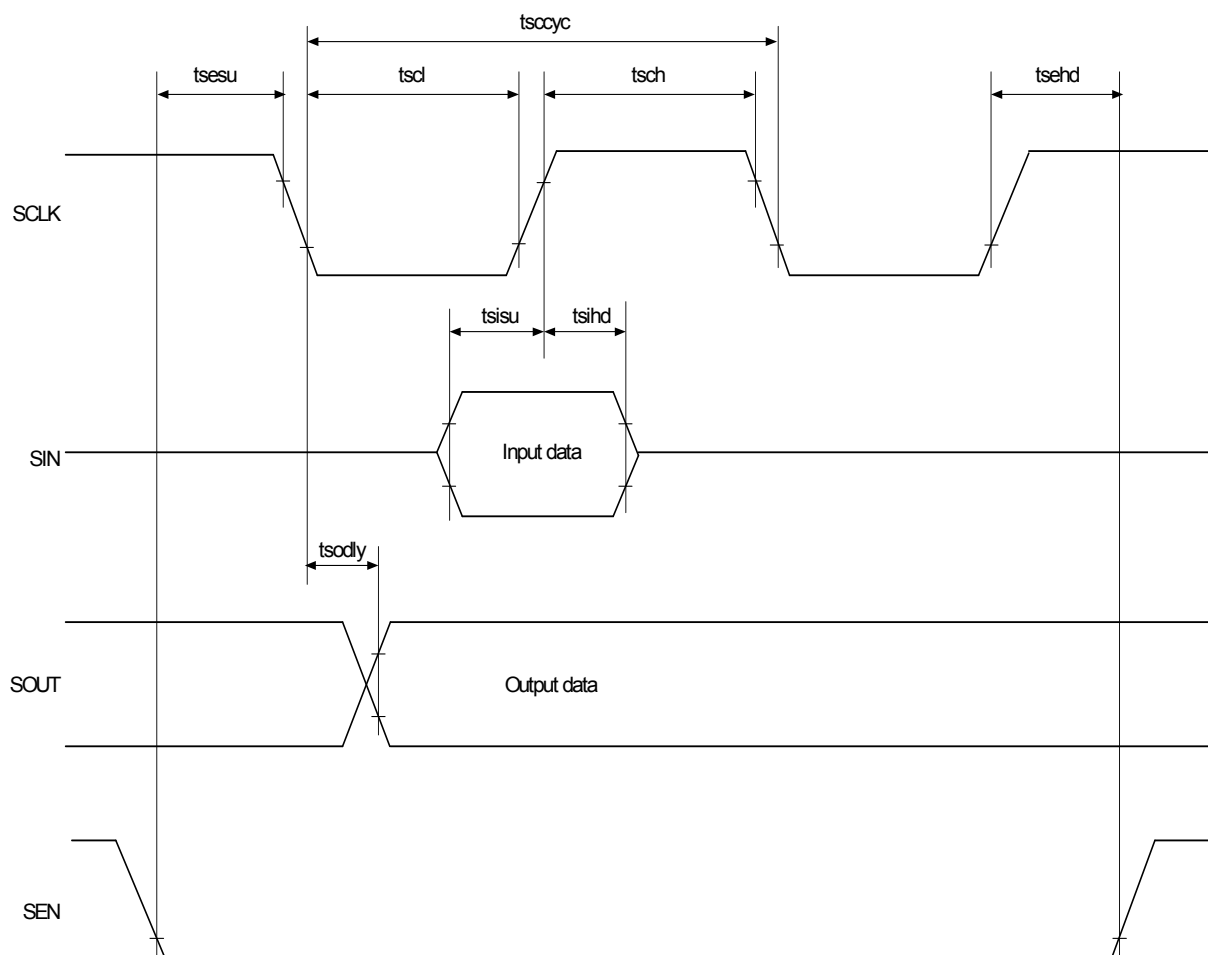 tsccyc
tsesu
tscl
tsch
tsehd
SCLK
tsisu
tsihd
SIN
Input data
tsodly
SOUT
Output data
SEN